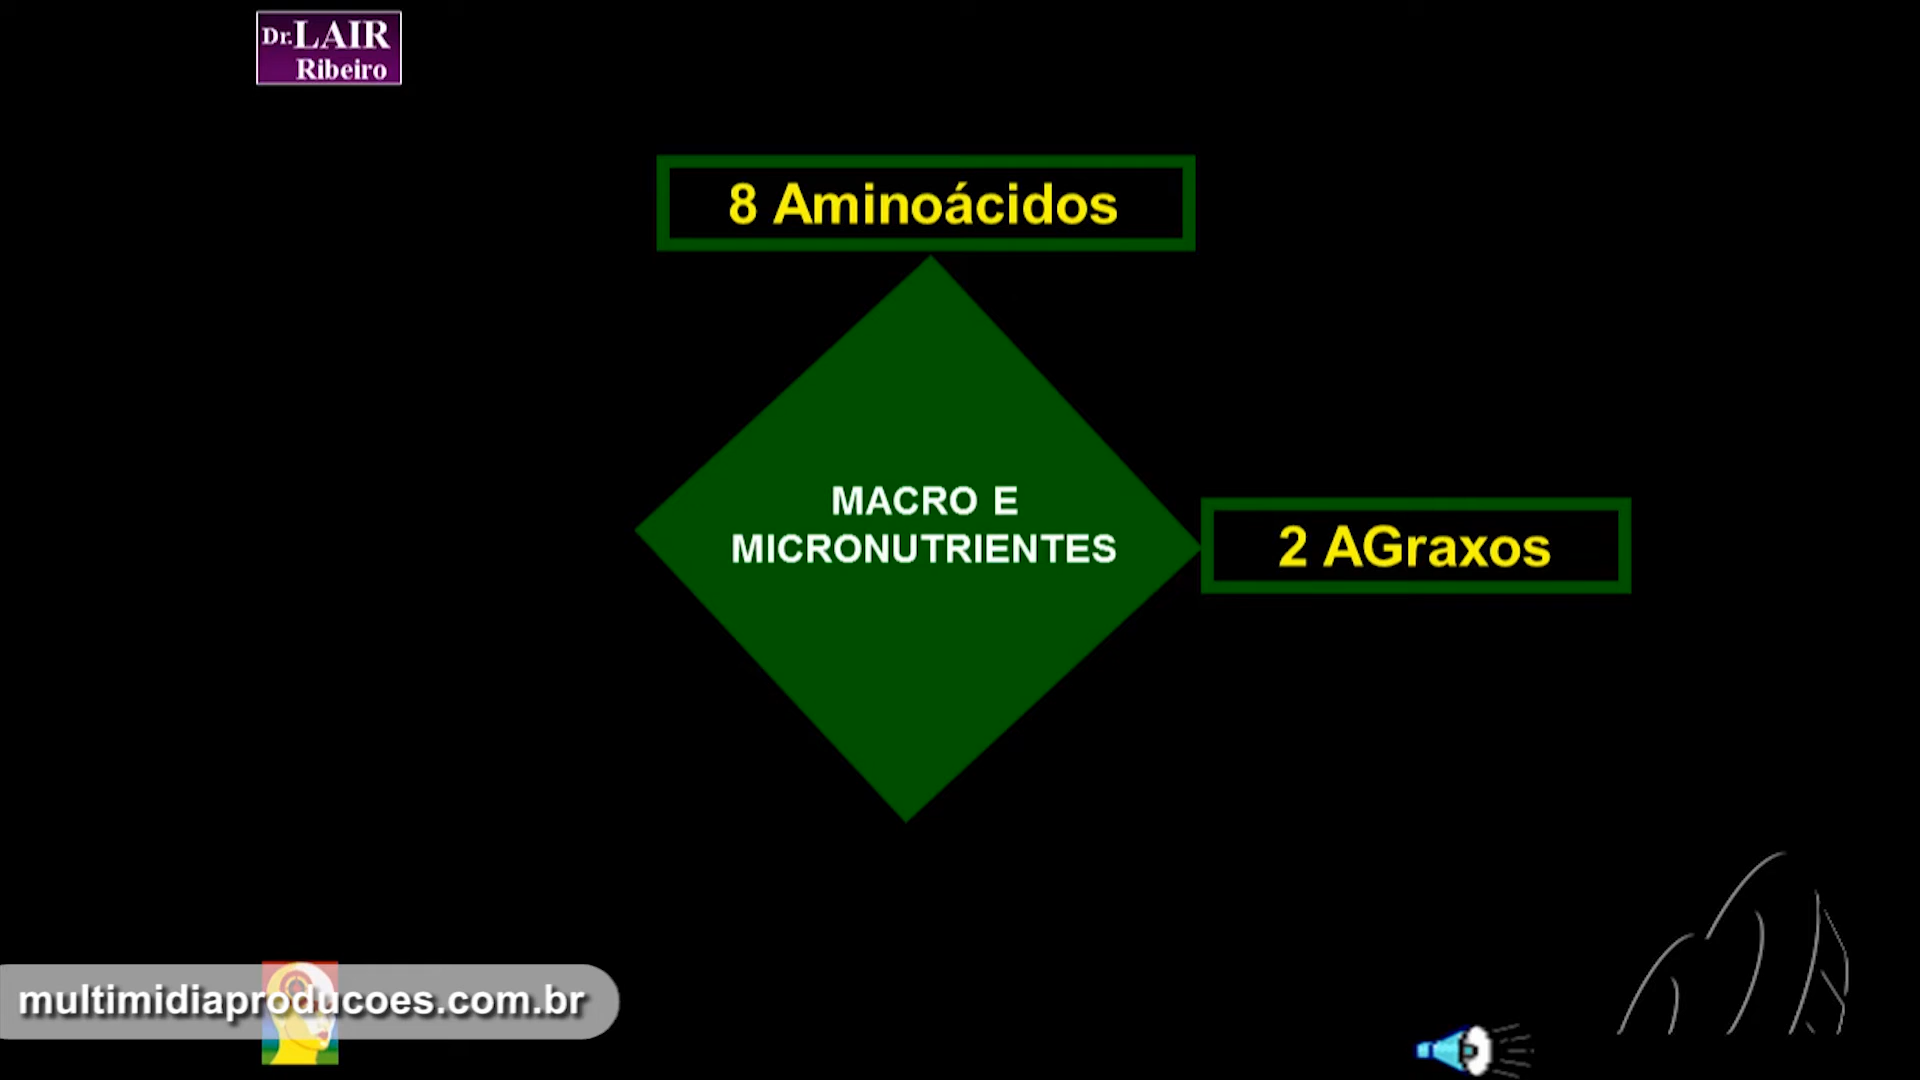 Dr. LAIR
Ribeiro
8 Aminoácidos
MACRO E
MICRONUTRIENTES
2 AGraxos
multimidiaproducoes.com.br